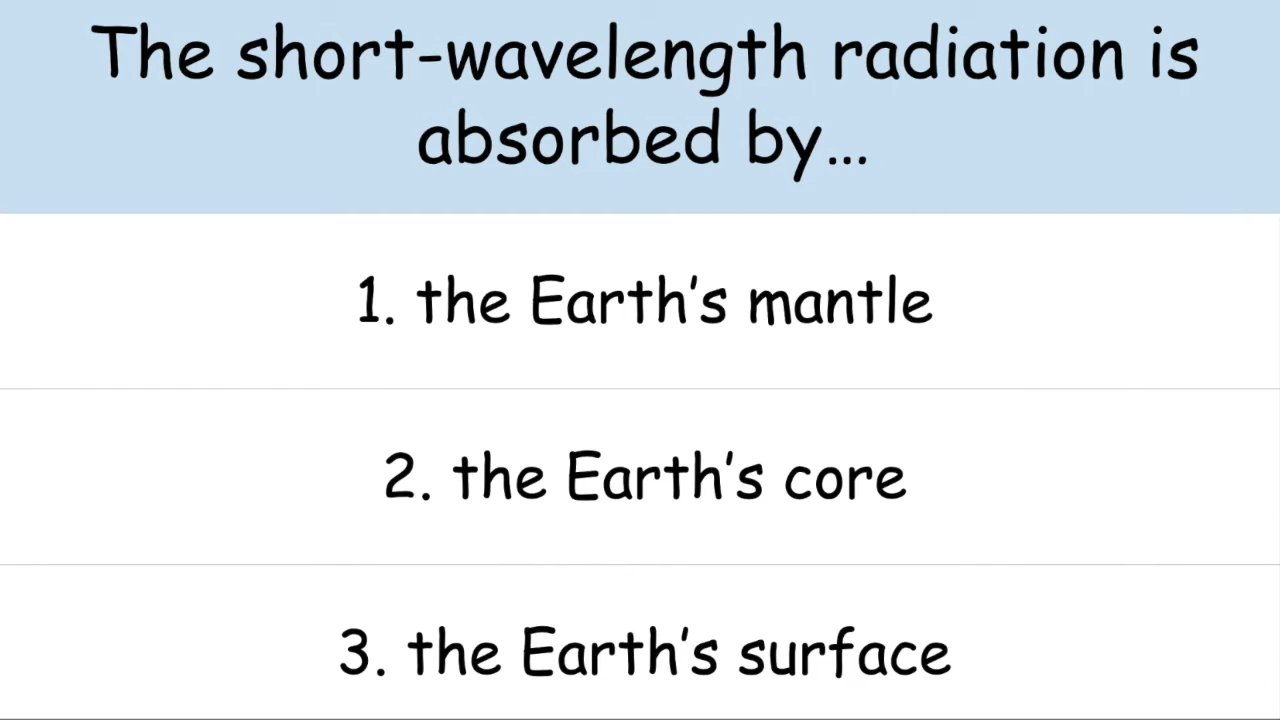 The short-wavelength radiation is
absorbed by...
1. the Earth's mantle
2. the Earth's core
3. the Earth's surface